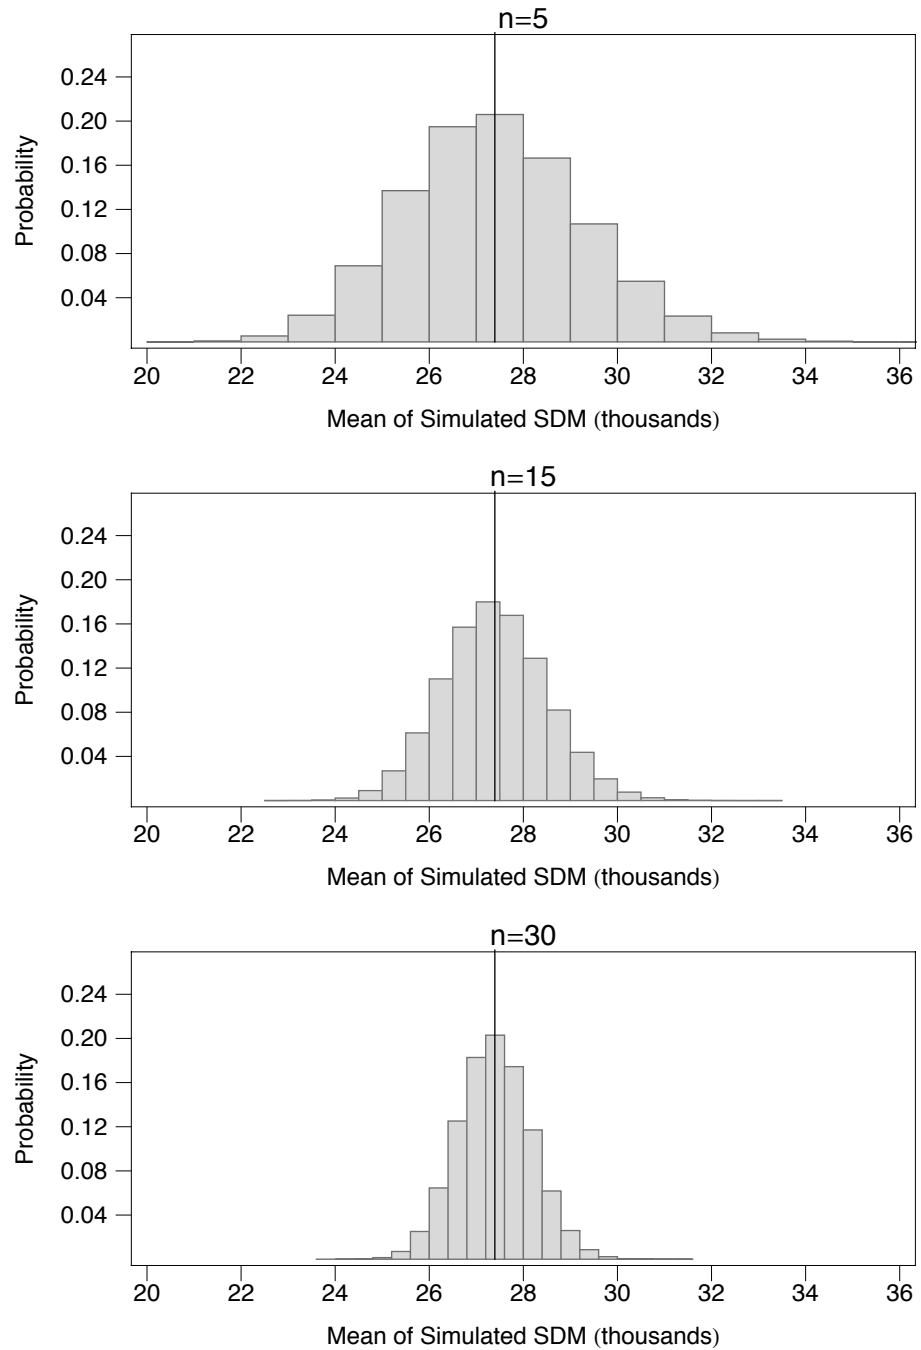 n=5
0.24
0.20
0.16
0.12
0.08
0.04
Probability
20 22 24 26 28 30 32 34 36
Mean of Simulated SDM (thousands)
n=15
0.24
0.20
0.16
0.12
0.08
0.04
Probability
20 22 24 26 28 30 32 34 36
Mean of Simulated SDM (thousands)
n=30
0.24
0.20
0.16
0.12
0.08
0.04
Probability
20 22 24 26 28 30 32 34 36
Mean of Simulated SDM (thousands)